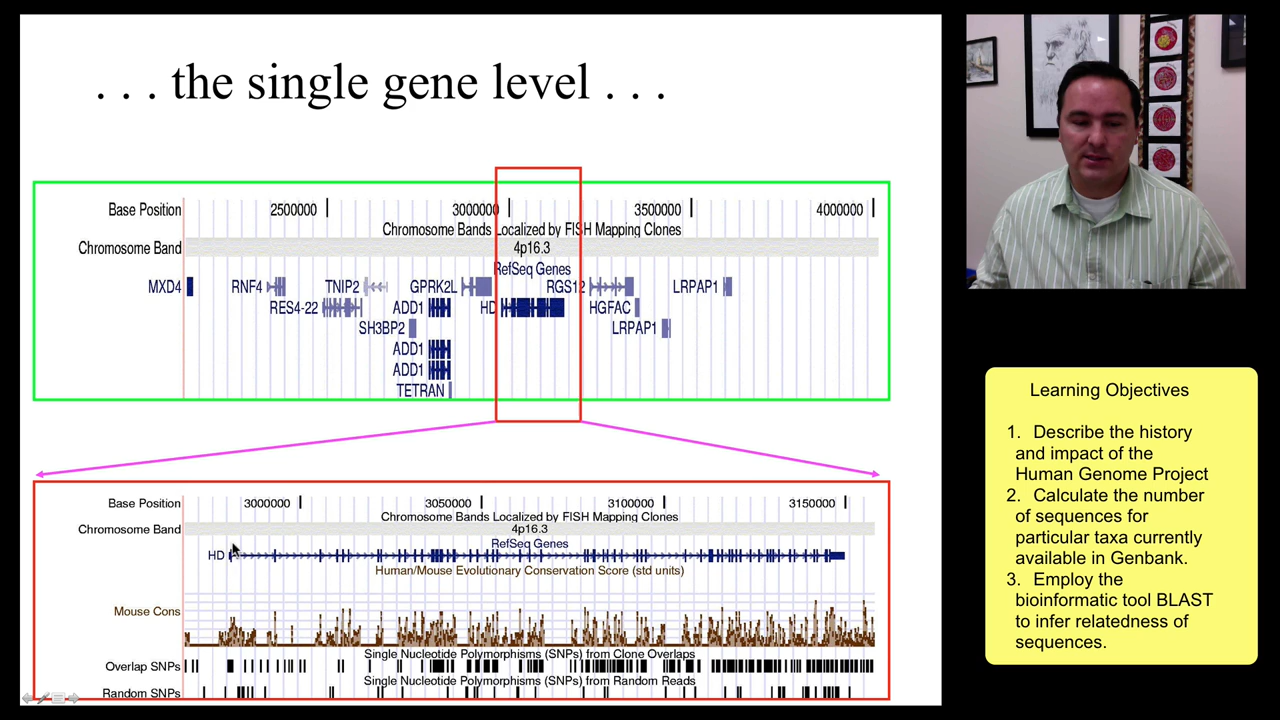 . . . the single gene level . . .
Base Position 2500000 3000000 3500000 4000000
Chromosome Bands Localized by FISH Mapping Clones
Chromosome Band 4p16.3
RefSeq Genes
MXD4 RNF4 TNIP2 GPRK2L RGS12 LRPAP1
RES4-22 ADD1 HD HGFAC
SH3BP2 LRPAP1
ADD1
ADD1
TETRAN
Base Position 3000000 3050000 3100000 3150000
Chromosome Bands Localized by FISH Mapping Clones
Chromosome Band 4p16.3
RefSeq Genes
HD
Human/Mouse Evolutionary Conservation Score (std units)
Mouse Cons
Single Nucleotide Polymorphisms (SNPs) from Clone Overlaps
Overlap SNPs
Single Nucleotide Polymorphisms (SNPs) from Random Reads
Random SNPs
Learning Objectives
1. Describe the history
and impact of the
Human Genome Project
2. Calculate the number
of sequences for
particular taxa currently
available in Genbank.
3. Employ the
bioinformatic tool BLAST
to infer relatedness of
sequences.